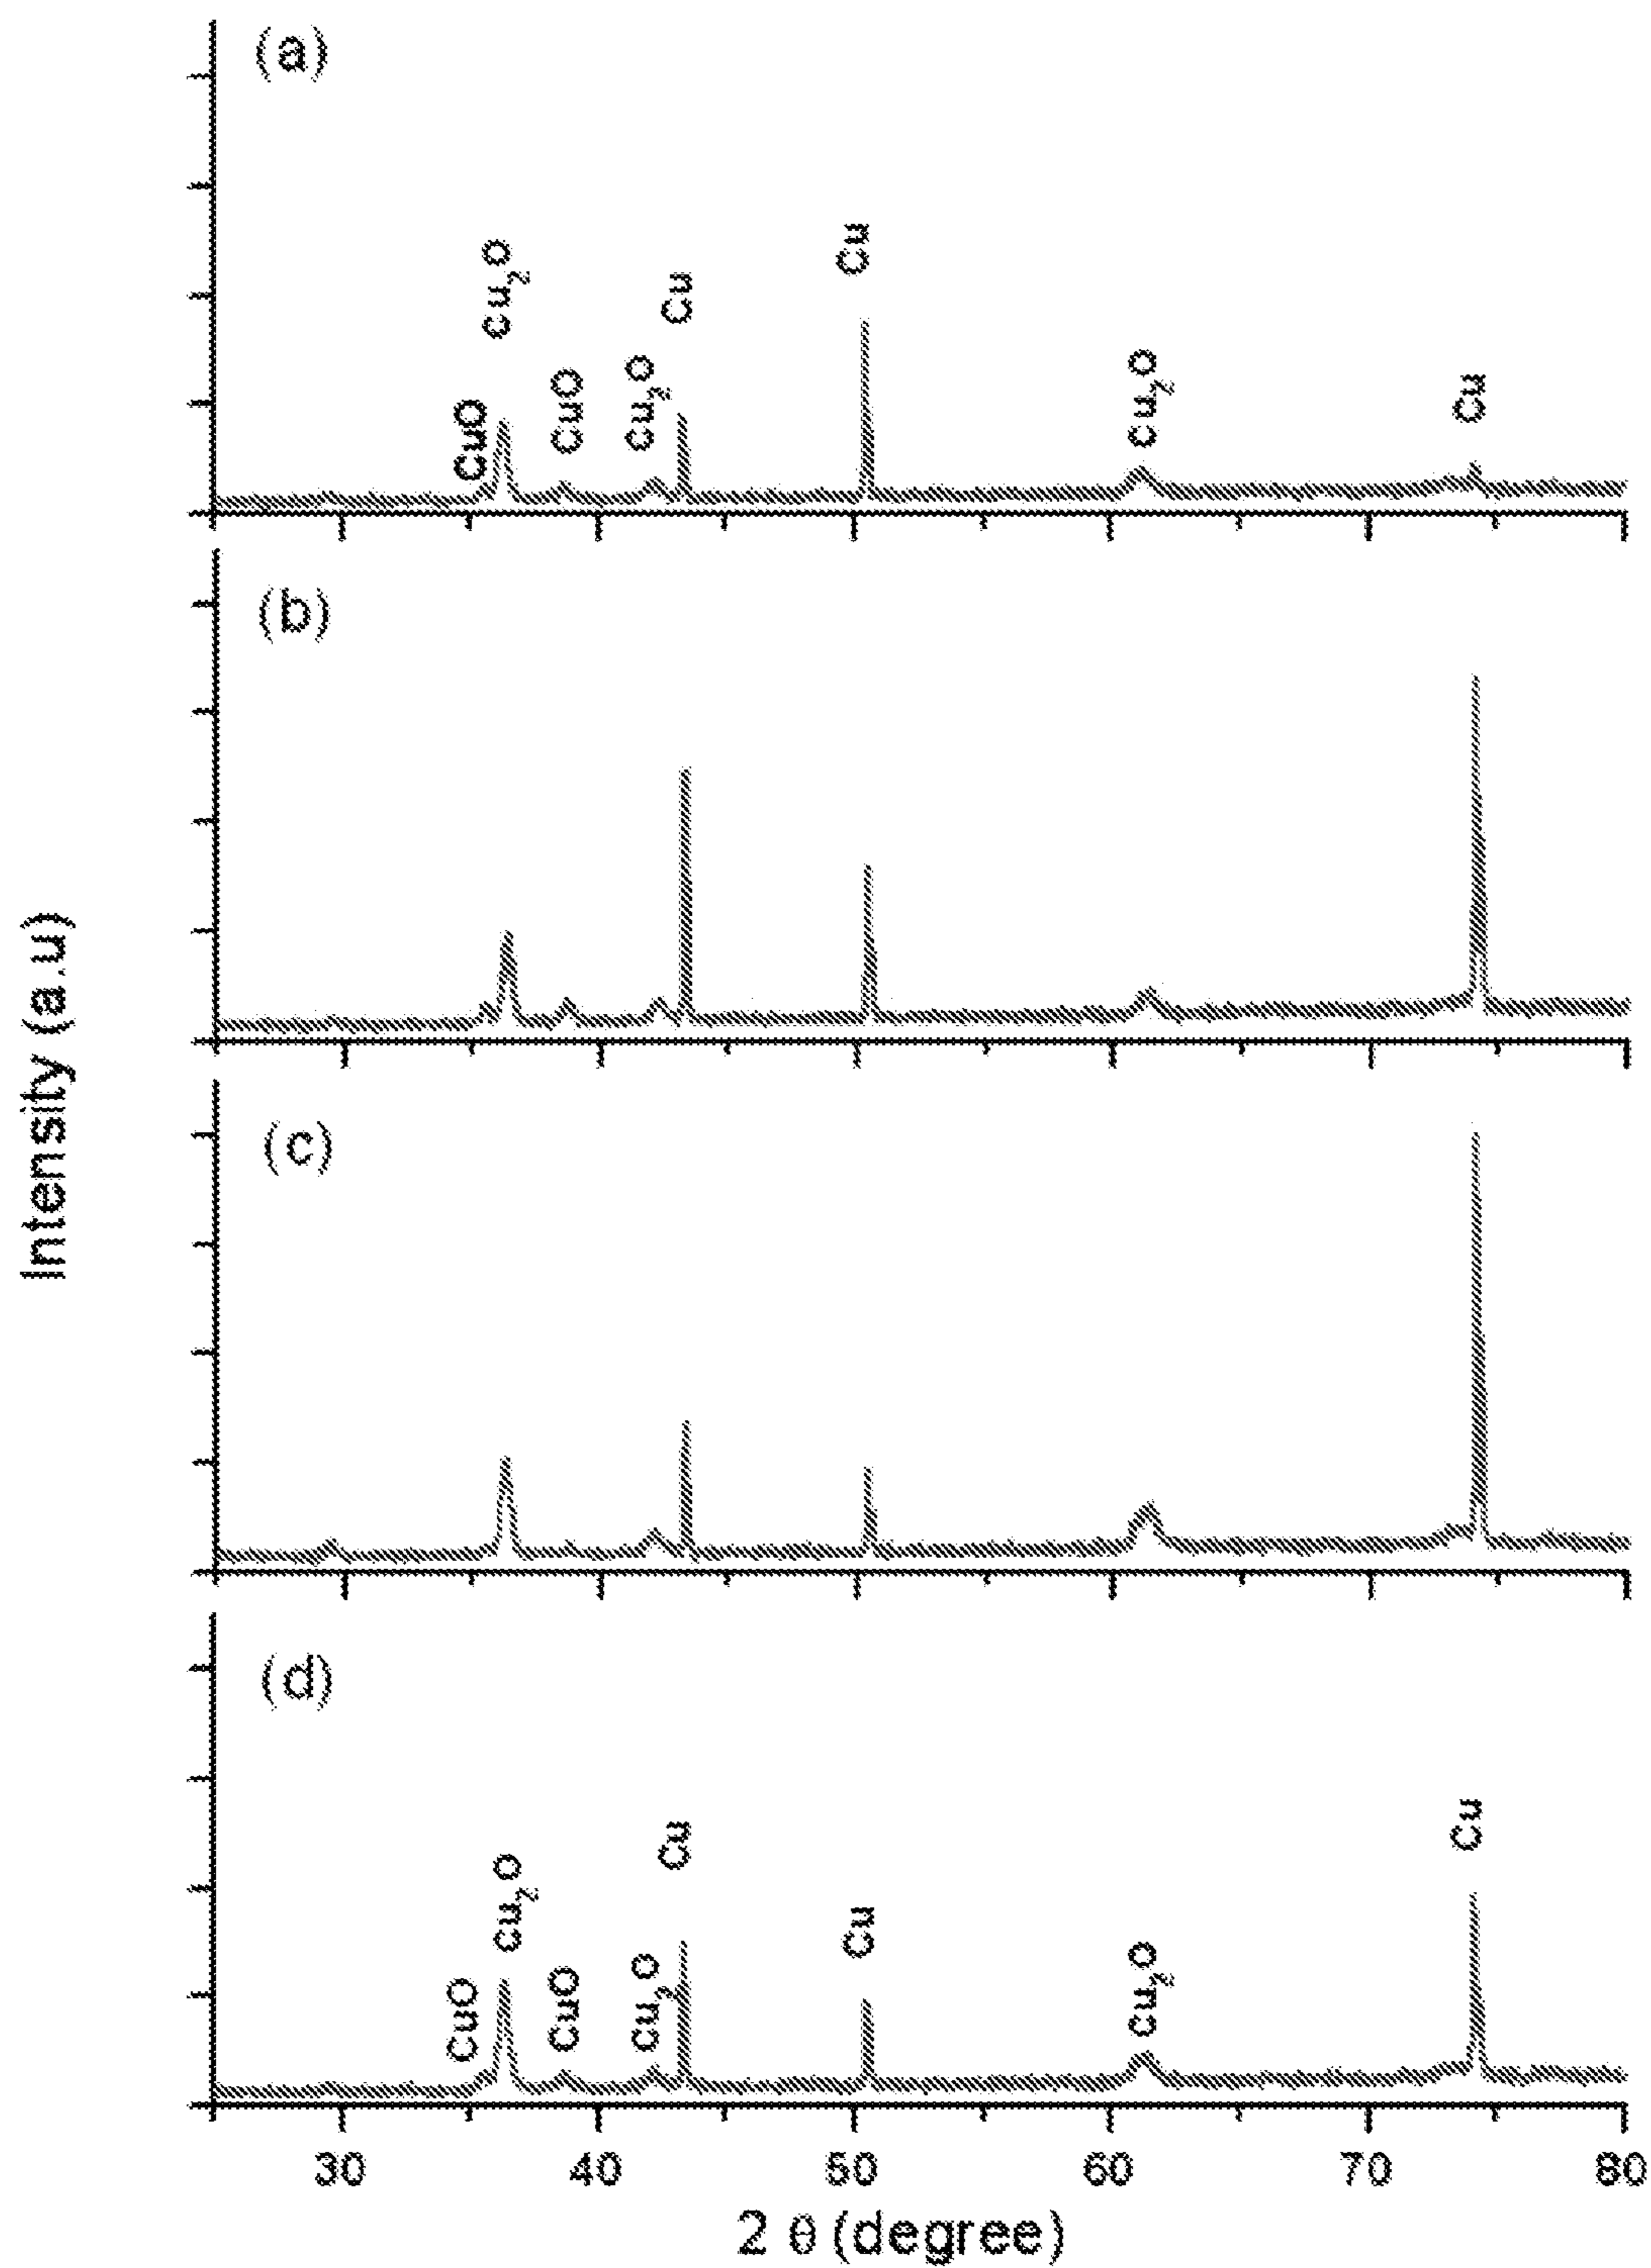 (a)
CuO
Cu₂O
CuO
Cu₂O
Cu
Cu
Cu₂O
Cu
(b)
(c)
(d)
CuO
Cu₂O
CuO
Cu₂O
Cu
Cu
Cu₂O
Cu
Intensity (a.u)
30 40 50 60 70 80
2 θ (degree)